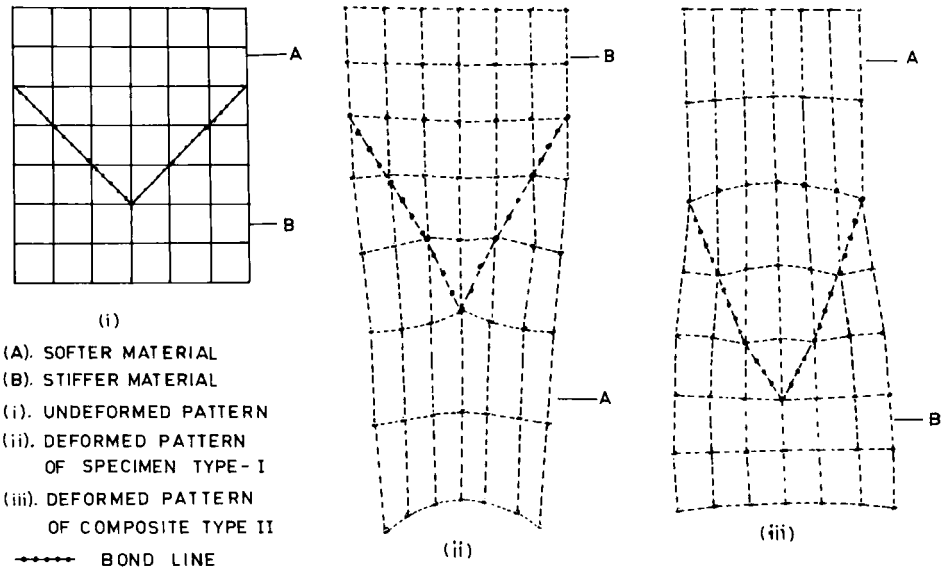 A
B
(i)
B
A
(ii)
A
B
(iii)
(A). SOFTER MATERIAL
(B). STIFFER MATERIAL
(i). UNDEFORMED PATTERN
(ii). DEFORMED PATTERN
OF SPECIMEN TYPE-I
(iii). DEFORMED PATTERN
OF COMPOSITE TYPE II
BOND LINE